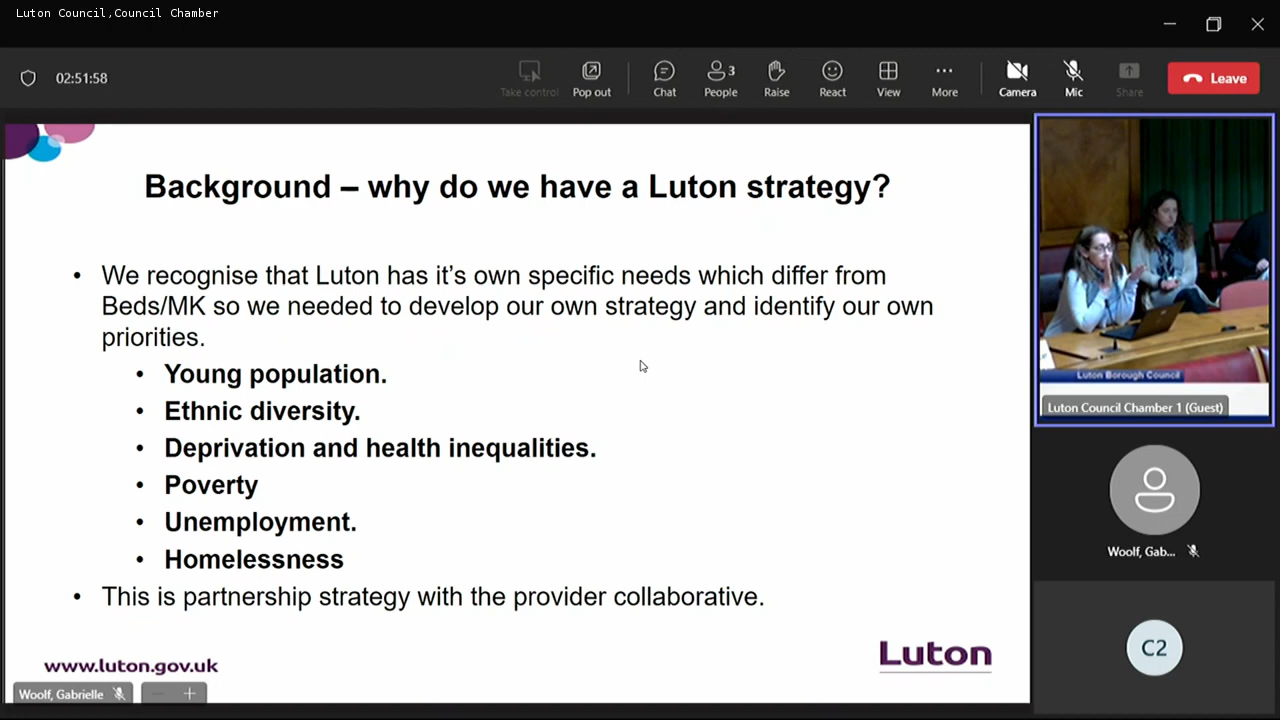 Luton Council,Council Chamber
02:51:58
Take control
Pop out
Chat
3
People
Raise
React
View
More
Camera
Mic
Share
Leave
Background – why do we have a Luton strategy?
• We recognise that Luton has it’s own specific needs which differ from
Beds/MK so we needed to develop our own strategy and identify our own
priorities.
• Young population.
• Ethnic diversity.
• Deprivation and health inequalities.
• Poverty
• Unemployment.
• Homelessness
• This is partnership strategy with the provider collaborative.
www.luton.gov.uk
Luton
Woolf, Gabrielle
Luton Borough Council
Luton Council Chamber 1 (Guest)
Woolf, Gab...
C2